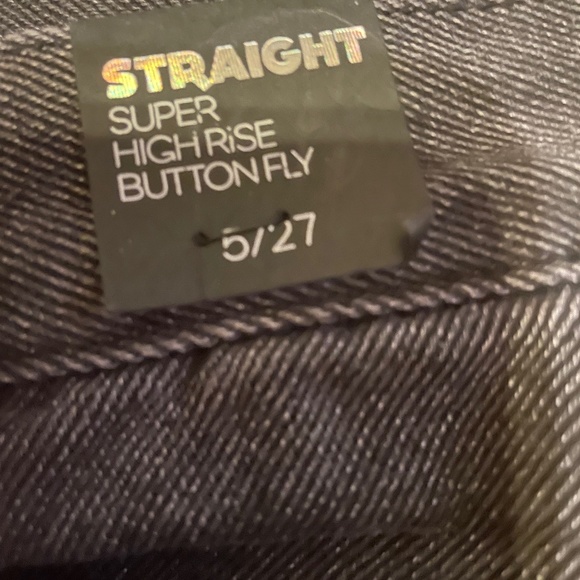 STRAIGHT
SUPER
HIGH RiSE
BUTTON FLY
5/27